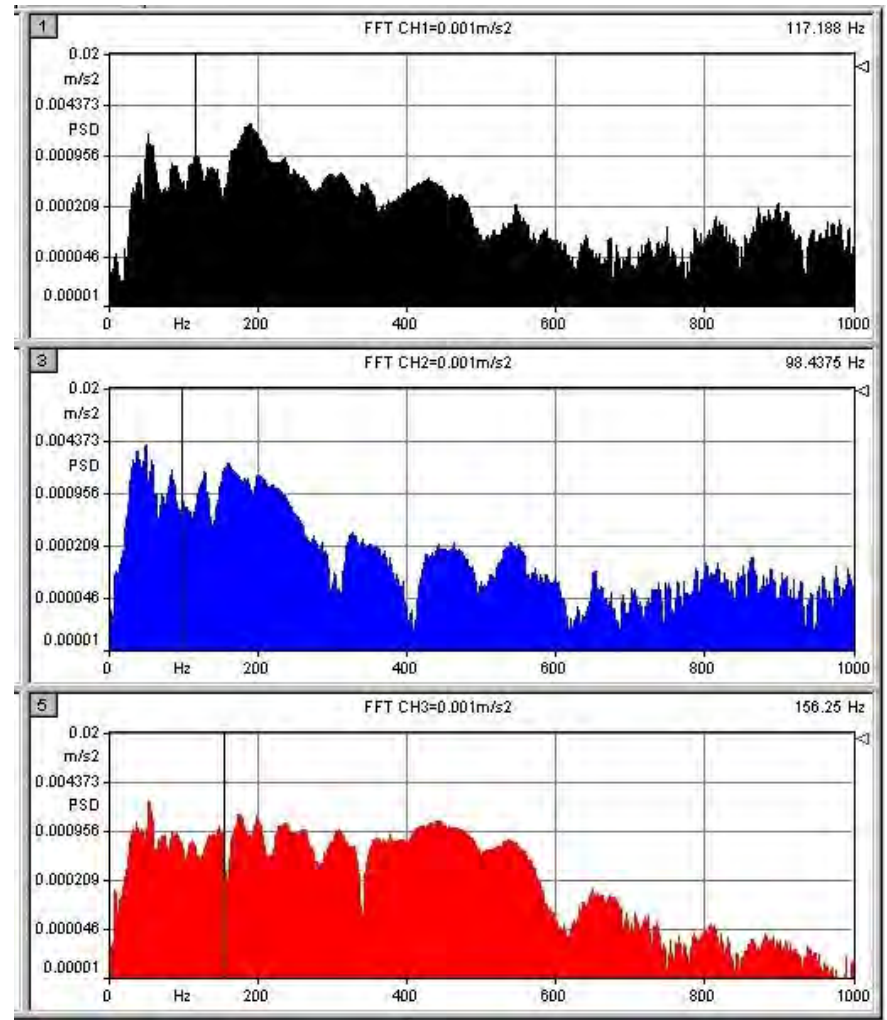 1 FFT CH1=0.001m/s2 117.188 Hz
0.02
m/s2
0.004373
PSD
0.000956
0.000209
0.000046
0.00001
0 Hz 200 400 600 800 1000
3 FFT CH2=0.001m/s2 98.4375 Hz
0.02
m/s2
0.004373
PSD
0.000956
0.000209
0.000046
0.00001
0 Hz 200 400 600 800 1000
5 FFT CH3=0.001m/s2 156.25 Hz
0.02
m/s2
0.004373
PSD
0.000956
0.000209
0.000046
0.00001
0 Hz 200 400 600 800 1000